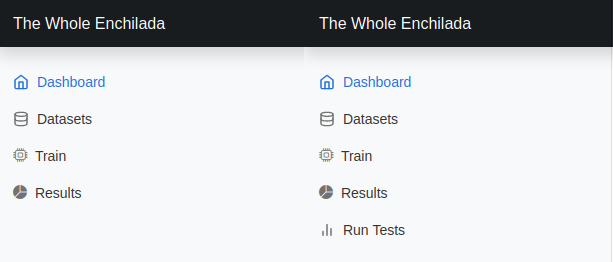 The Whole Enchilada
Dashboard
Datasets
Train
Results
The Whole Enchilada
Dashboard
Datasets
Train
Results
Run Tests